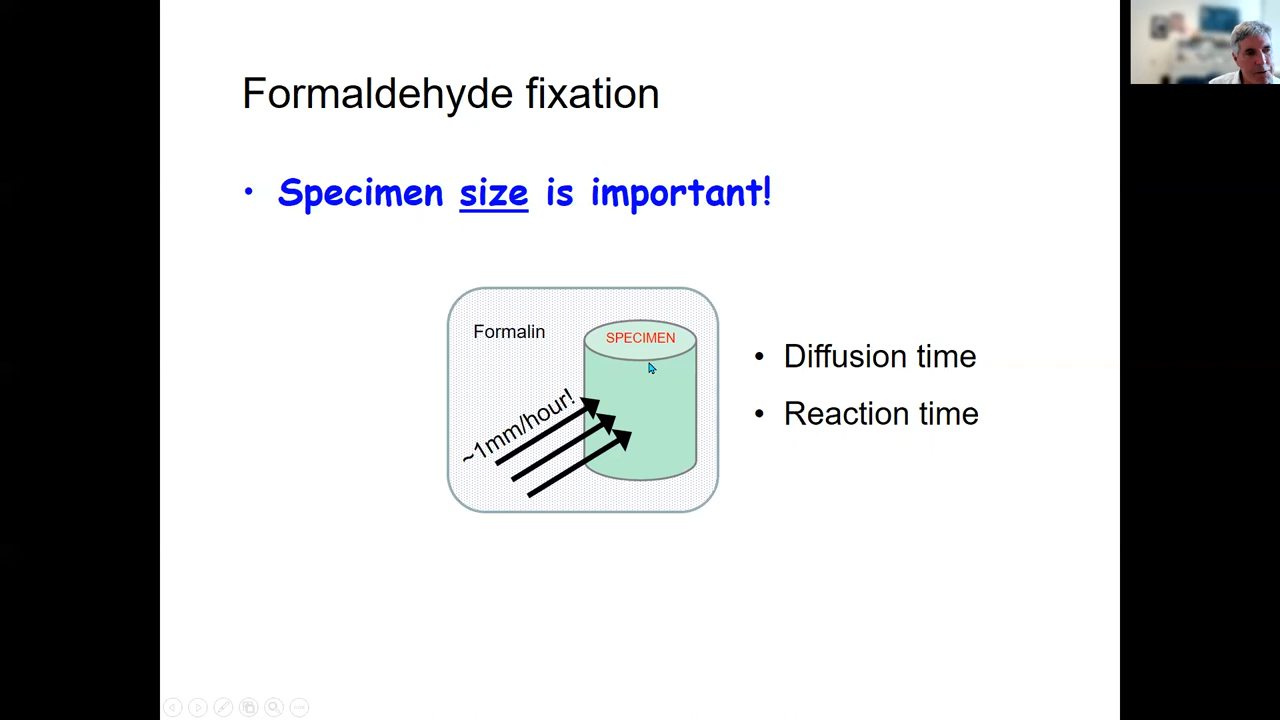 Formaldehyde fixation
• Specimen size is important!
Formalin
SPECIMEN
~1mm/hour!
• Diffusion time
• Reaction time